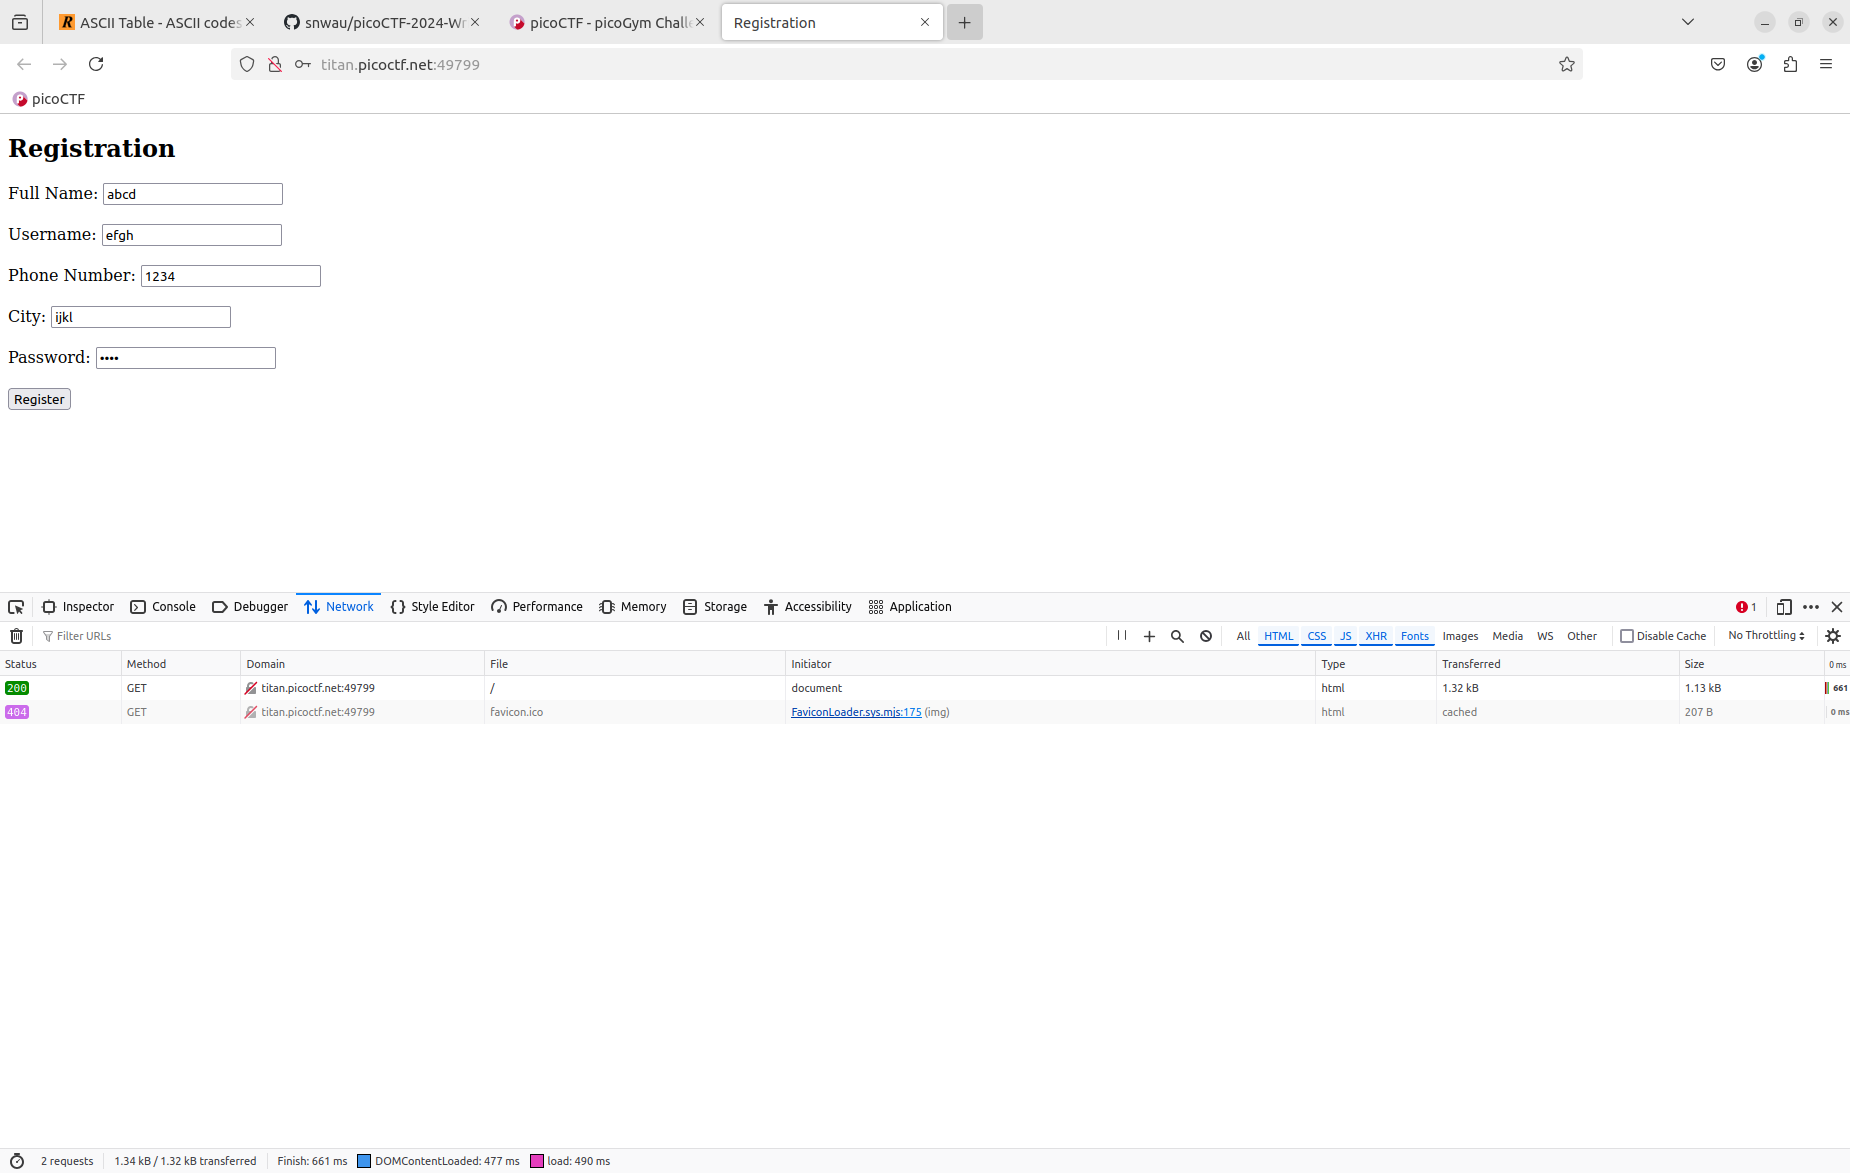 ASCII Table - ASCII codes
snwau/picoCTF-2024-Wr
picoCTF - picoGym Chall
Registration
titan.picoctf.net:49799
picoCTF
Registration
Full Name: abcd
Username: efgh
Phone Number: 1234
City: ijkl
Password: ••••
Register
Inspector Console Debugger Network Style Editor Performance Memory Storage Accessibility Application 1
Filter URLs All HTML CSS JS XHR Fonts Images Media WS Other Disable Cache No Throttling
Status Method Domain File Initiator Type Transferred Size 0 ms
200 GET titan.picoctf.net:49799 / document html 1.32 kB 1.13 kB 661
404 GET titan.picoctf.net:49799 favicon.ico FaviconLoader.sys.mjs:175 (img) html cached 207 B 0 ms
2 requests 1.34 kB / 1.32 kB transferred Finish: 661 ms DOMContentLoaded: 477 ms load: 490 ms